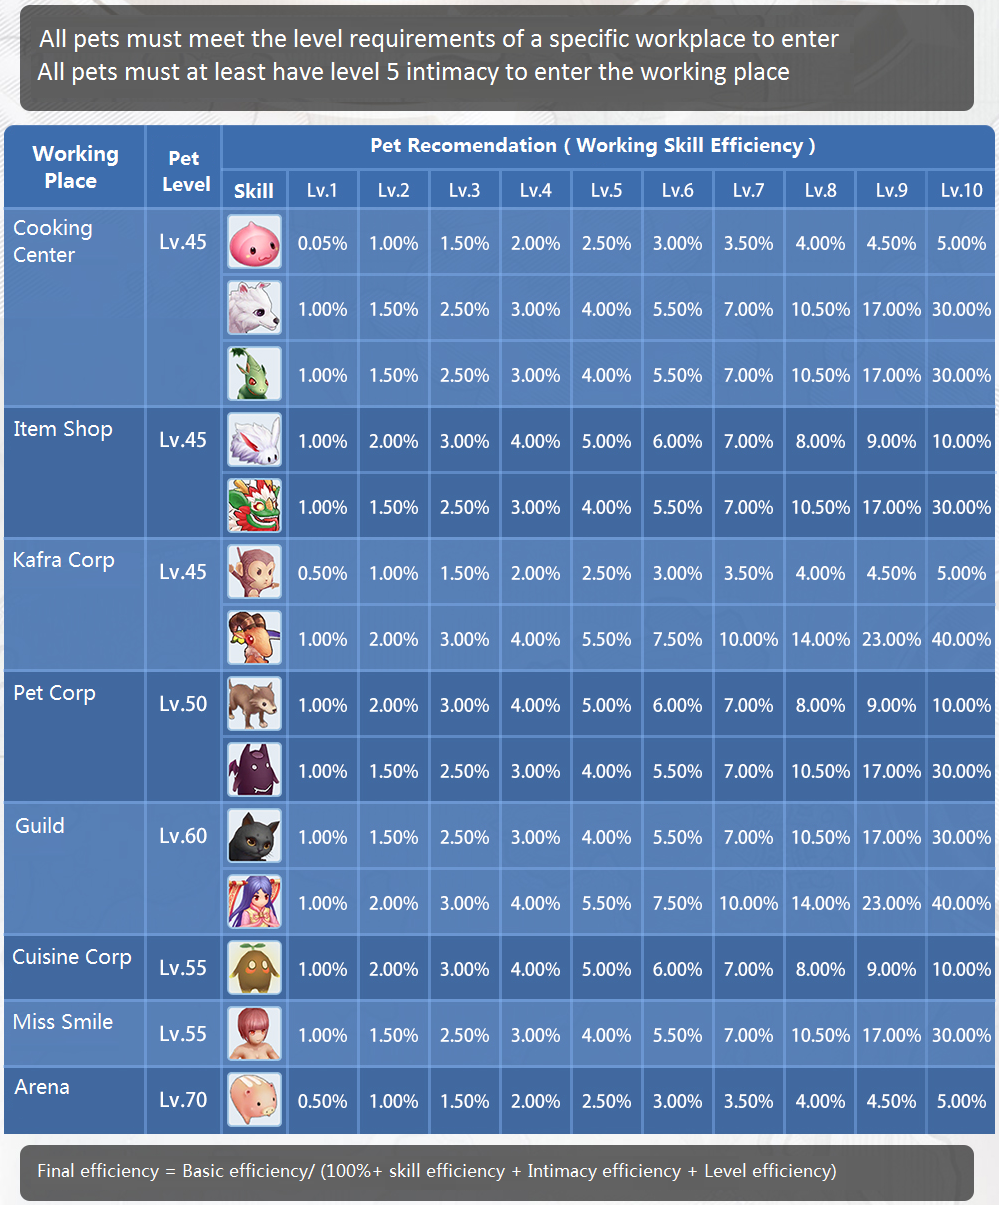 All pets must meet the level requirements of a specific workplace to enter
All pets must at least have level 5 intimacy to enter the working place
Working Place Pet Level Pet Recomendation ( Working Skill Efficiency )
Skill Lv.1 Lv.2 Lv.3 Lv.4 Lv.5 Lv.6 Lv.7 Lv.8 Lv.9 Lv.10
Cooking Center Lv.45 0.05% 1.00% 1.50% 2.00% 2.50% 3.00% 3.50% 4.00% 4.50% 5.00%
1.00% 1.50% 2.50% 3.00% 4.00% 5.50% 7.00% 10.50% 17.00% 30.00%
1.00% 1.50% 2.50% 3.00% 4.00% 5.50% 7.00% 10.50% 17.00% 30.00%
Item Shop Lv.45 1.00% 2.00% 3.00% 4.00% 5.00% 6.00% 7.00% 8.00% 9.00% 10.00%
1.00% 1.50% 2.50% 3.00% 4.00% 5.50% 7.00% 10.50% 17.00% 30.00%
Kafra Corp Lv.45 0.50% 1.00% 1.50% 2.00% 2.50% 3.00% 3.50% 4.00% 4.50% 5.00%
1.00% 2.00% 3.00% 4.00% 5.50% 7.50% 10.00% 14.00% 23.00% 40.00%
Pet Corp Lv.50 1.00% 2.00% 3.00% 4.00% 5.00% 6.00% 7.00% 8.00% 9.00% 10.00%
1.00% 1.50% 2.50% 3.00% 4.00% 5.50% 7.00% 10.50% 17.00% 30.00%
Guild Lv.60 1.00% 1.50% 2.50% 3.00% 4.00% 5.50% 7.00% 10.50% 17.00% 30.00%
1.00% 2.00% 3.00% 4.00% 5.50% 7.50% 10.00% 14.00% 23.00% 40.00%
Cuisine Corp Lv.55 1.00% 2.00% 3.00% 4.00% 5.00% 6.00% 7.00% 8.00% 9.00% 10.00%
Miss Smile Lv.55 1.00% 1.50% 2.50% 3.00% 4.00% 5.50% 7.00% 10.50% 17.00% 30.00%
Arena Lv.70 0.50% 1.00% 1.50% 2.00% 2.50% 3.00% 3.50% 4.00% 4.50% 5.00%
Final efficiency = Basic efficiency/ (100%+ skill efficiency + Intimacy efficiency + Level efficiency)